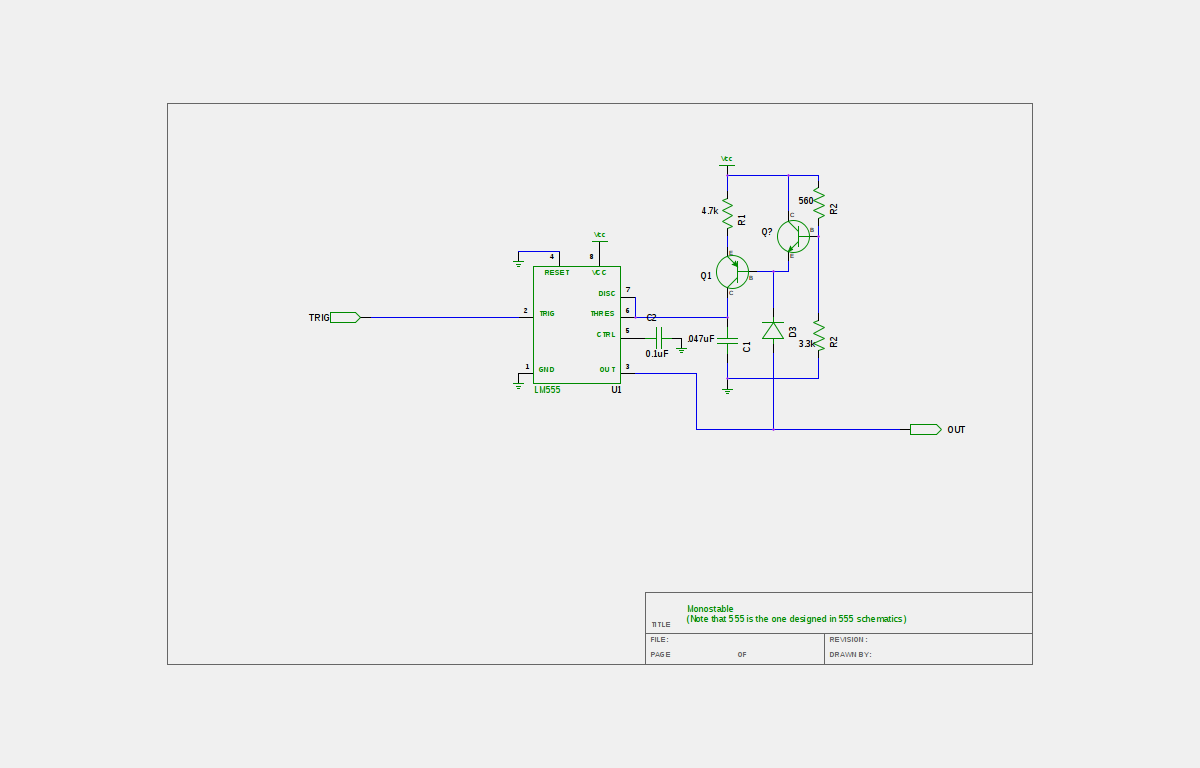 Vcc
560
R2
4.7k
R1
C
Q?
B
E
Vcc
E
4
8
Q1
B
RESET
VCC
C
7
DISC
TRIG
2
TRIG
THRES
6
C2
5
CTRL
.047uF
C1
D3
3.3k
R2
0.1uF
1
GND
OUT
3
LM555
U1
OUT
Monostable
(Note that 555 is the one designed in 555 schematics)
TITLE
FILE:
REVISION:
PAGE
OF
DRAWN BY: